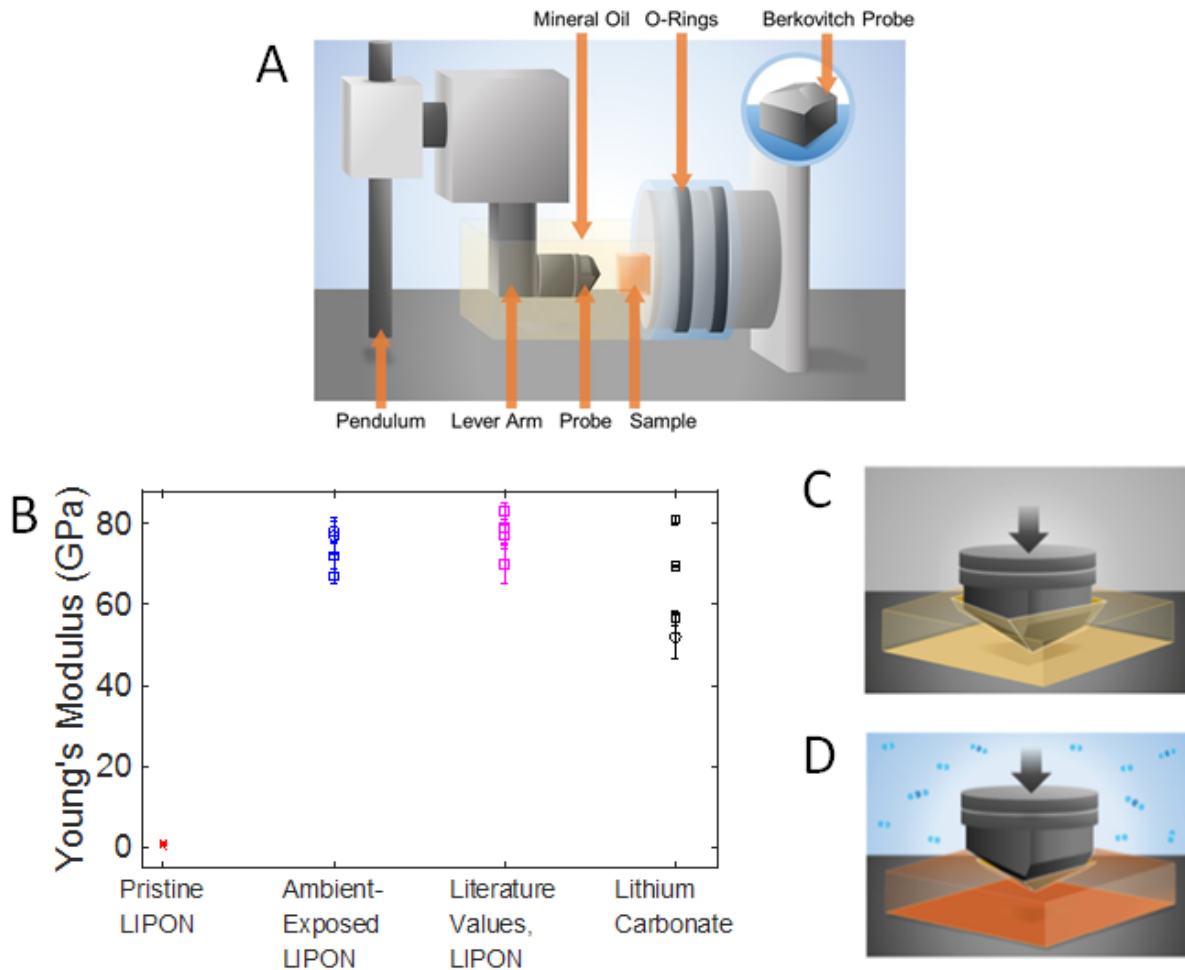 Mineral Oil O-Rings Berkovitch Probe
A
Pendulum Lever Arm Probe Sample
B
Young's Modulus (GPa)
80
60
40
20
0
Pristine LIPON
Ambient-Exposed LIPON
Literature Values, LIPON
Lithium Carbonate
C
D